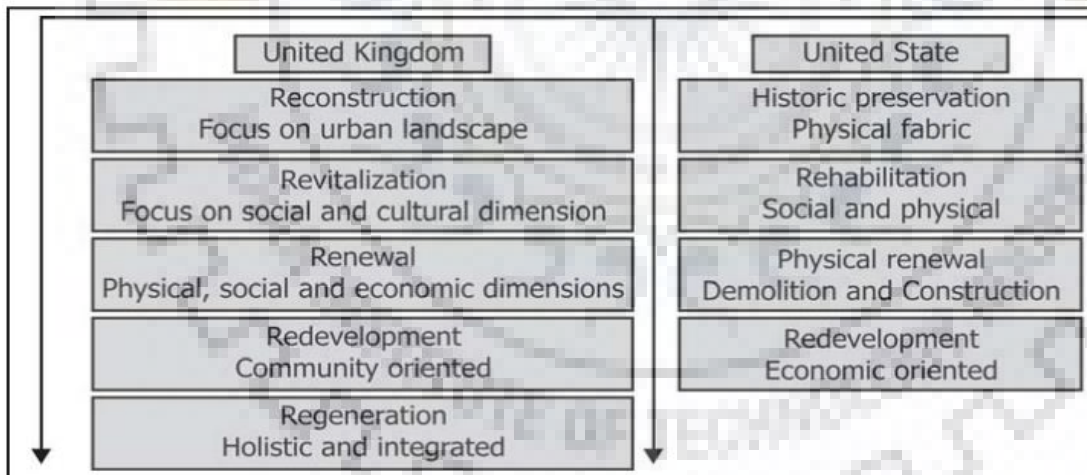 United Kingdom
Reconstruction
Focus on urban landscape
Revitalization
Focus on social and cultural dimension
Renewal
Physical, social and economic dimensions
Redevelopment
Community oriented
Regeneration
Holistic and integrated
United State
Historic preservation
Physical fabric
Rehabilitation
Social and physical
Physical renewal
Demolition and Construction
Redevelopment
Economic oriented
OF TECHNO